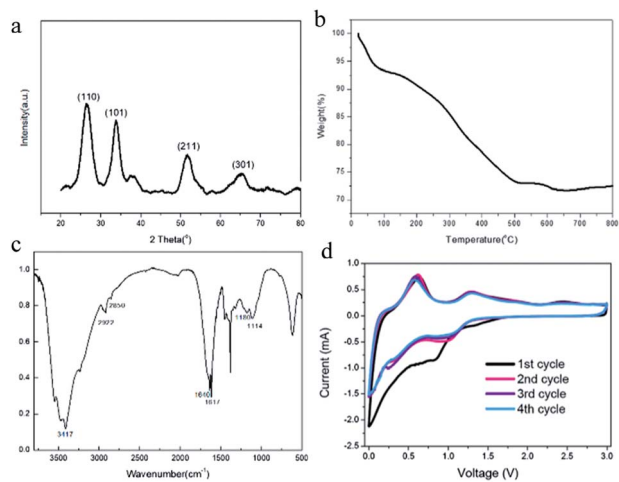 a
(110)
(101)
(211)
(301)
Intensity(a.u.)
20 30 40 50 60 70 80
2 Theta(°)
b
100
95
90
85
80
75
70
Weight(%)
0 100 200 300 400 500 600 700 800
Temperature(°C)
c
1.0
0.8
0.6
0.4
0.2
0.0
2922
2850
1180
1114
1640
1617
3417
3500 3000 2500 2000 1500 1000 500
Wavenumber(cm⁻¹)
d
1.0
0.5
0.0
-0.5
-1.0
-1.5
-2.0
-2.5
Current (mA)
1st cycle
2nd cycle
3rd cycle
4th cycle
0.0 0.5 1.0 1.5 2.0 2.5 3.0
Voltage (V)